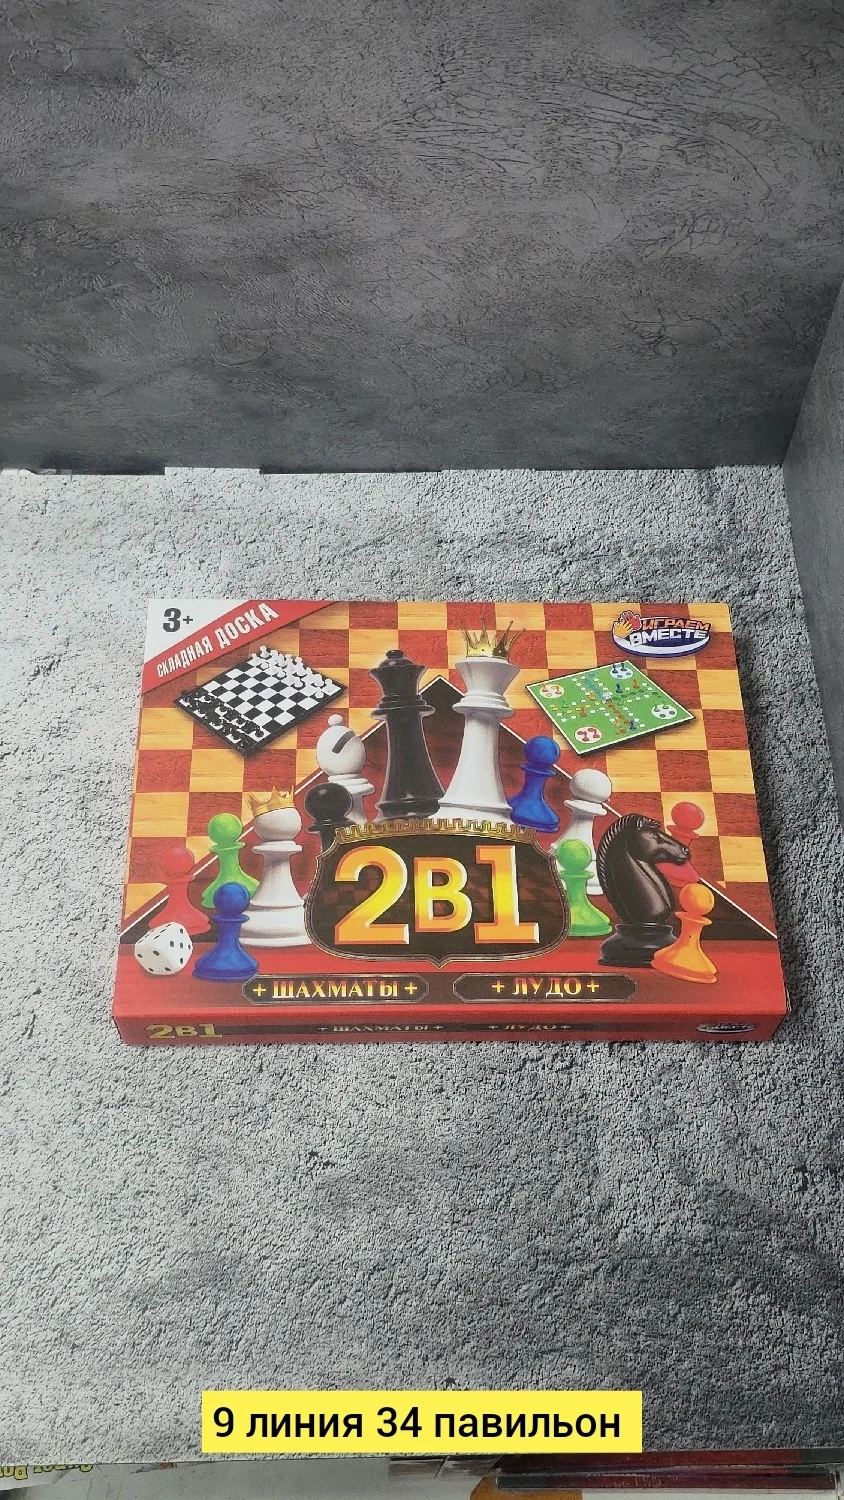 3+
СКЛАДНАЯ ДОСКА
ИГРАЕМ
ВМЕСТЕ
2В1
+ ШАХМАТЫ +
+ ЛУДО +
2В1
+ ШАХМАТЫ +
+ ЛУДО +
9 линия 34 павильон